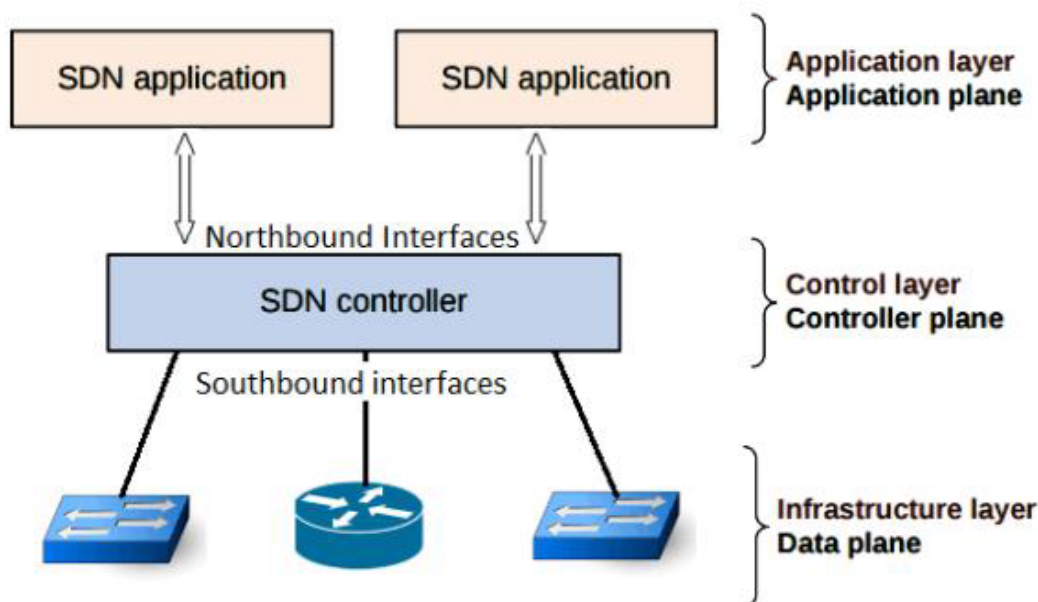 SDN application
SDN application
Application layer
Application plane
Northbound Interfaces
SDN controller
Control layer
Controller plane
Southbound interfaces
Infrastructure layer
Data plane